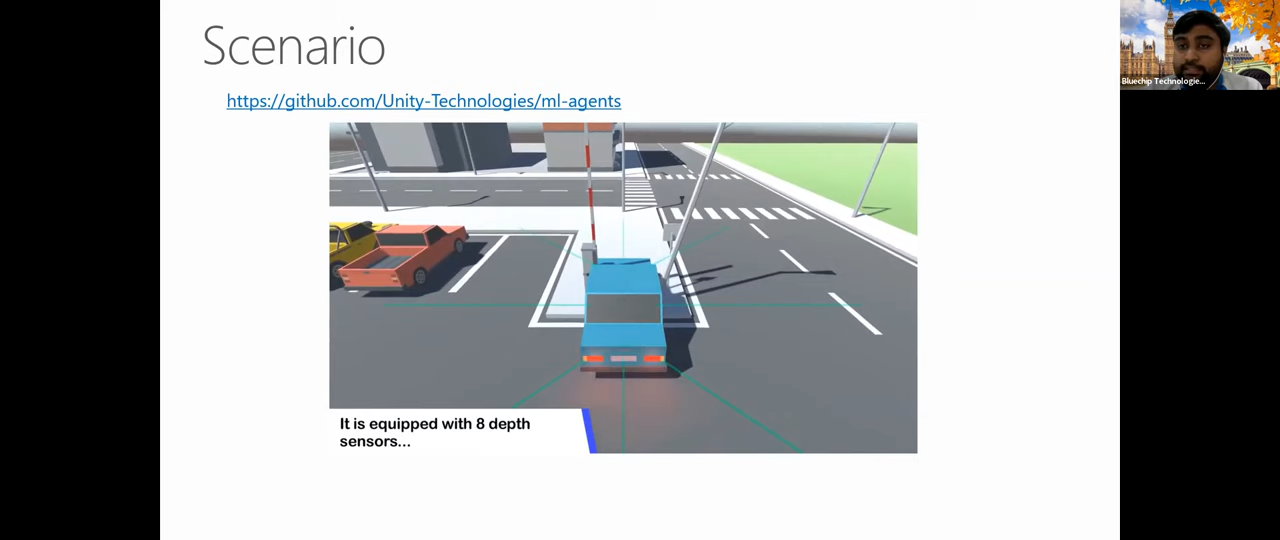 Scenario
https://github.com/Unity-Technologies/ml-agents
It is equipped with 8 depth
sensors...
Bluechip Technologie...